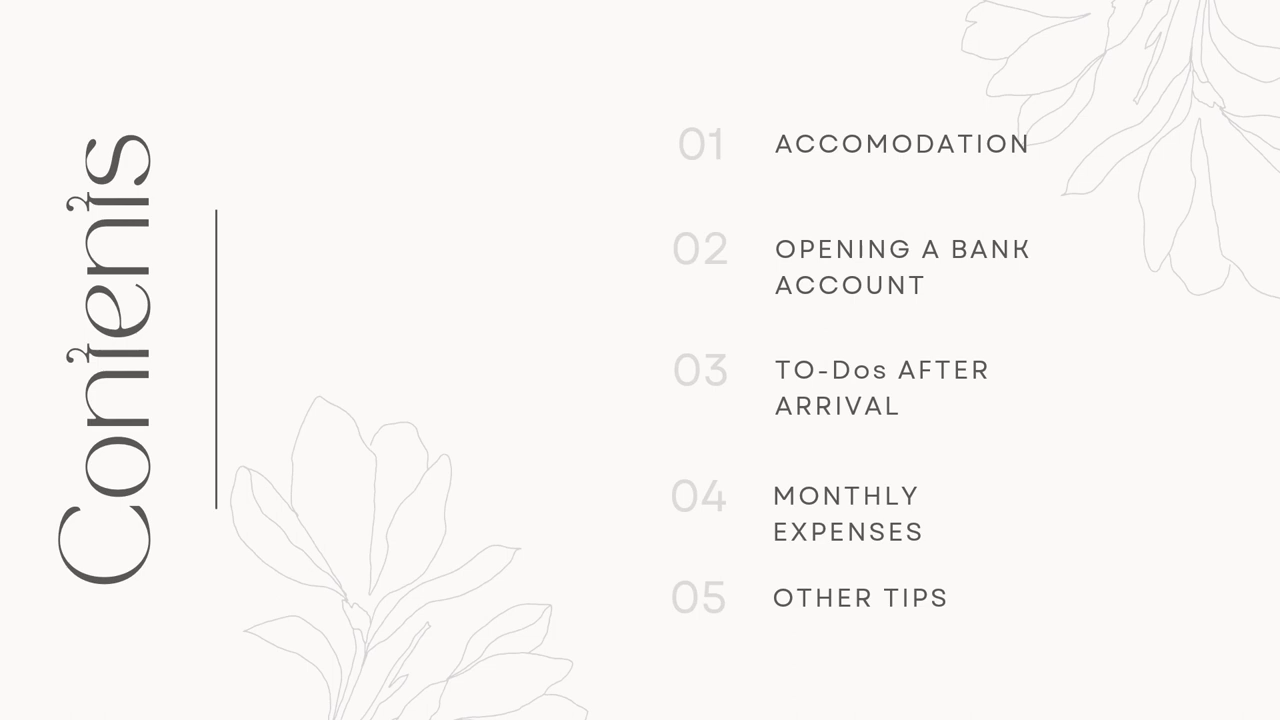 Contents
01 ACCOMODATION
02 OPENING A BANK
ACCOUNT
03 TO-Dos AFTER
ARRIVAL
04 MONTHLY
EXPENSES
05 OTHER TIPS